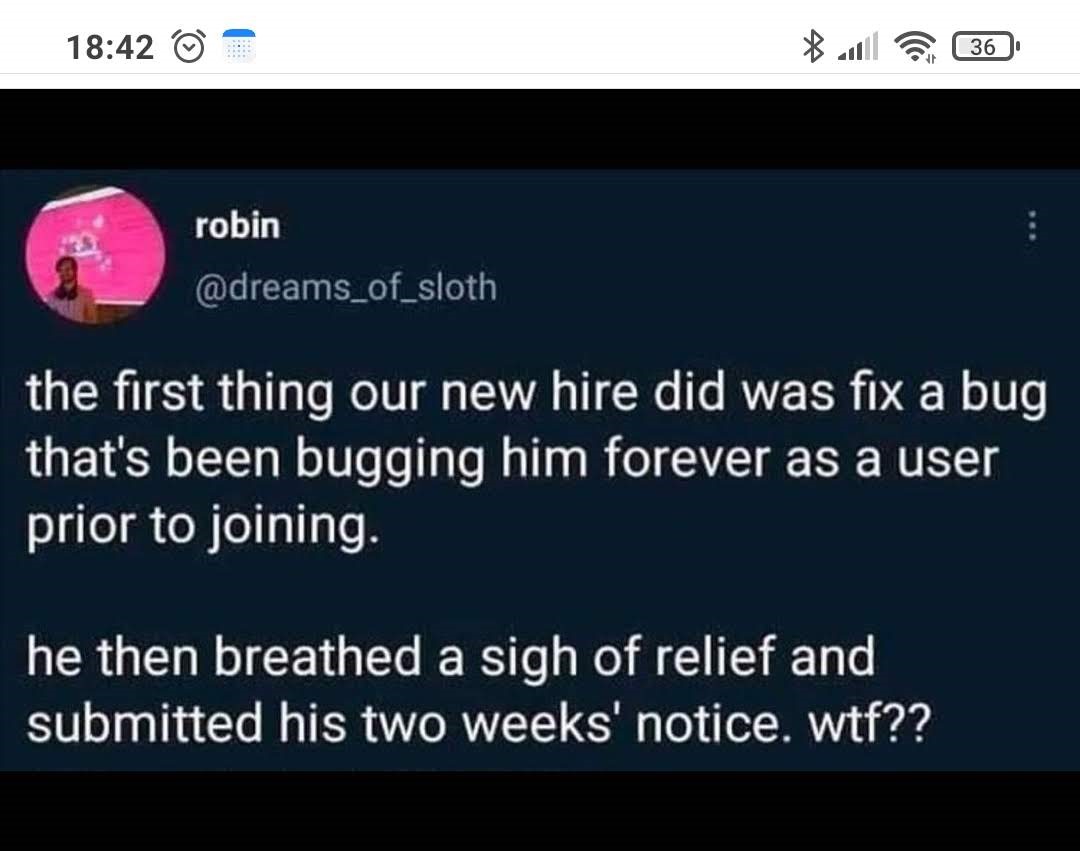 18:42
36
robin
@dreams_of_sloth
the first thing our new hire did was fix a bug
that's been bugging him forever as a user
prior to joining.
he then breathed a sigh of relief and
submitted his two weeks' notice. wtf??